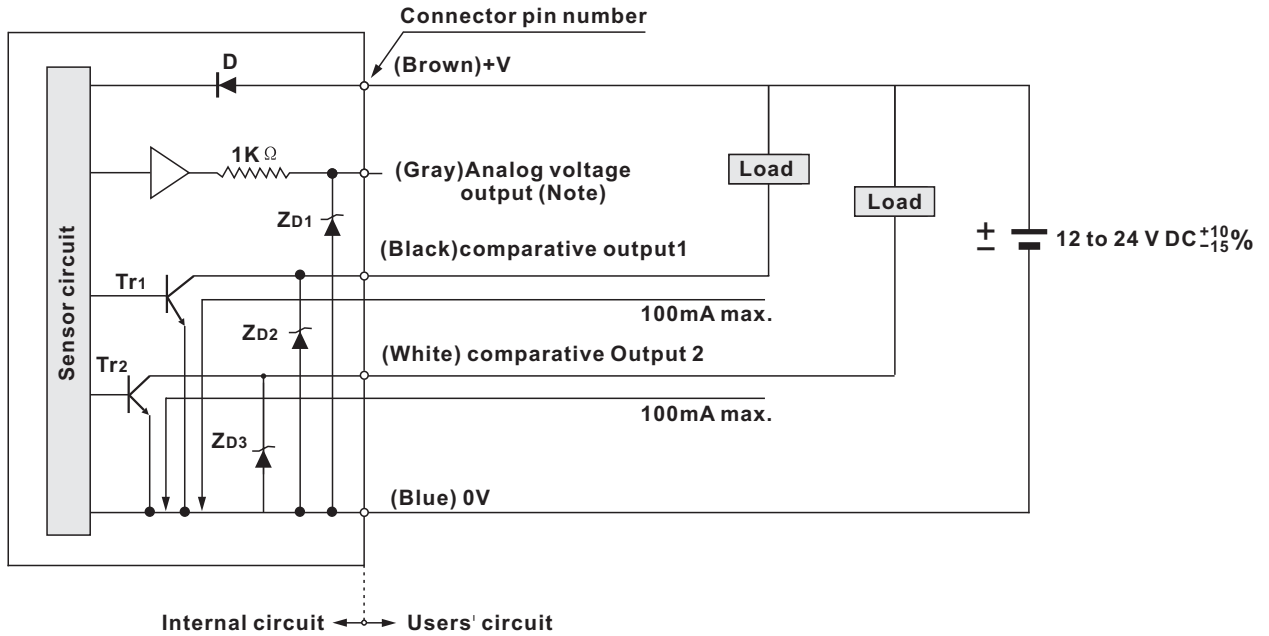 Connector pin number
D
(Brown)+V
1K Ω
(Gray)Analog voltage
output (Note)
Load
Load
ZD1
± 12 to 24 V DC +10 −15 %
(Black)comparative output1
Sensor circuit
Tr1
100mA max.
ZD2
(White) comparative Output 2
Tr2
100mA max.
ZD3
(Blue) 0V
Internal circuit
Users' circuit